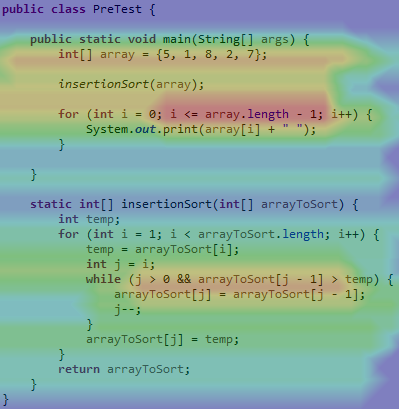 public class PreTest {
public static void main(String[] args) {
int[] array = {5, 1, 8, 2, 7};
insertionSort(array);
for (int i = 0; i <= array.length - 1; i++) {
System.out.print(array[i] + " ");
}
}
static int[] insertionSort(int[] arrayToSort) {
int temp;
for (int i = 1; i < arrayToSort.length; i++) {
temp = arrayToSort[i];
int j = i;
while (j > 0 && arrayToSort[j - 1] > temp) {
arrayToSort[j] = arrayToSort[j - 1];
j--;
}
arrayToSort[j] = temp;
}
return arrayToSort;
}
}